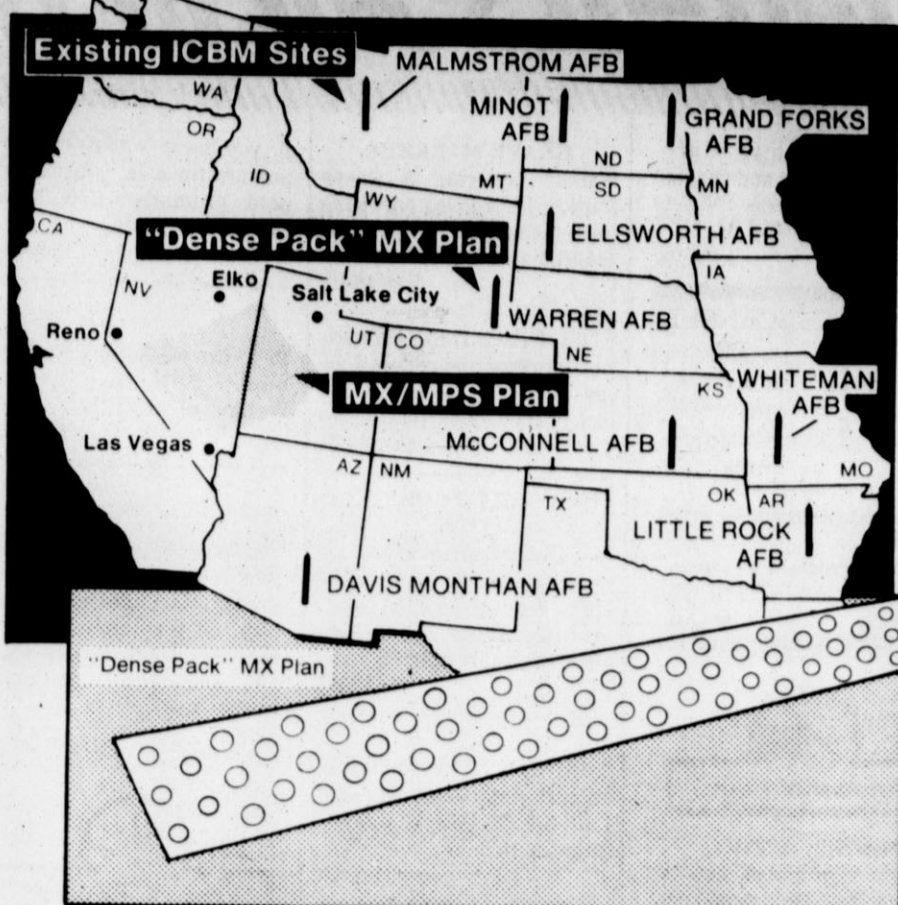 Existing ICBM Sites
MALMSTROM AFB
WA
MINOT
AFB
GRAND FORKS
AFB
OR
ID
MT
ND
SD
MN
WY
CA
"Dense Pack" MX Plan
ELLSWORTH AFB
IA
NV
Elko
Salt Lake City
Reno
WARREN AFB
UT
CO
NE
KS
WHITEMAN
AFB
MX/MPS Plan
Las Vegas
McCONNELL AFB
AZ
NM
MO
OK
AR
TX
LITTLE ROCK
AFB
DAVIS MONTHAN AFB
"Dense Pack" MX Plan